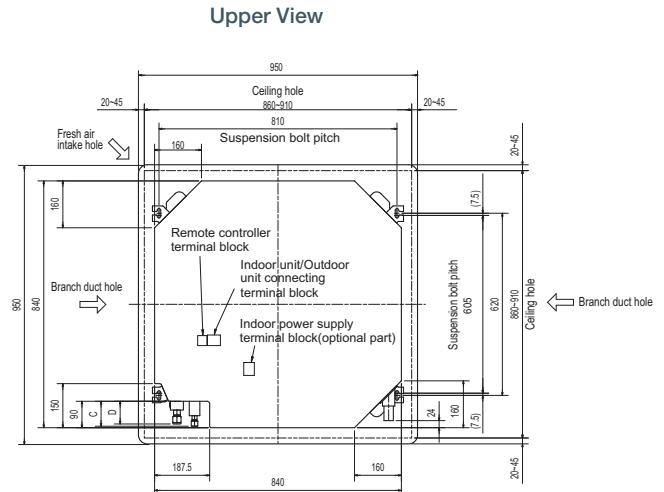 Upper View
950
Ceiling hole
20~45
860~910
20~45
810
Suspension bolt pitch
Fresh air
intake hole
160
20~45
160
(7.5)
Remote controller
terminal block
Indoor unit/Outdoor
unit connecting
terminal block
Branch duct hole
950
840
Suspension bolt pitch
605
620
860~910
Ceiling hole
Branch duct hole
Indoor power supply
terminal block(optional part)
150
90
C
D
24
160
(7.5)
187.5
160
20~45
840